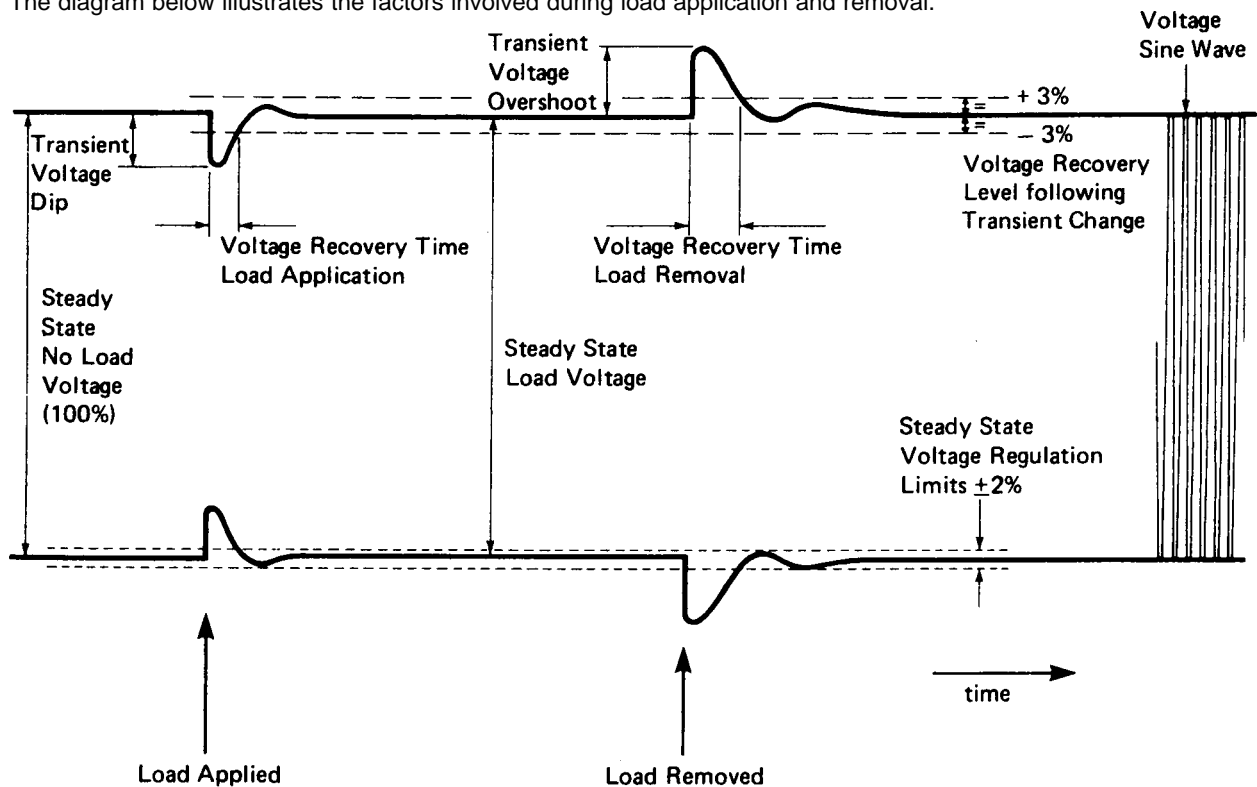 The diagram below illustrates the factors involved during load application and removal.
Voltage
Sine Wave
Transient
Voltage
Overshoot
+ 3%
=
=
– 3%
Transient
Voltage
Dip
Voltage Recovery
Level following
Transient Change
Voltage Recovery Time
Load Application
Voltage Recovery Time
Load Removal
Steady
State
No Load
Voltage
(100%)
Steady State
Load Voltage
Steady State
Voltage Regulation
Limits ±2%
time
Load Applied
Load Removed